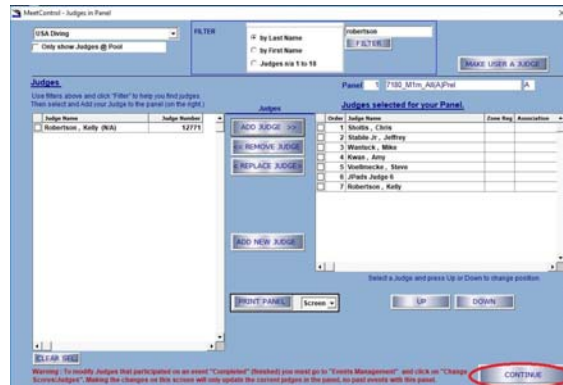 MeetControl - Judges in Panel
USA Diving
Only show Judges @ Pool
FILTER
by Last Name
by First Name
Judges n/a 1 to 10
robertson
FILTER
MAKE USER A JUDGE
Judges
Use filters above and click "Filter" to help you find judges.
Then select and Add your Judge to the panel (on the right.)
Panel 1 7180_M1m_All(A)Prel A
Judges
Judges selected for your Panel.
Judge Name Judge Number
Robertson , Kelly (N/A) 12771
ADD JUDGE >>
<< REMOVE JUDGE
< REPLACE JUDGE>
ADD NEW JUDGE
Order Judge Name Zone Reg Association
1 Sholtis , Chris
2 Stabile Jr , Jeffrey
3 Wantuck , Mike
4 Kwan , Amy
5 Voellmecke , Steve
6 JPads Judge 6
7 Robertson , Kelly
Select a Judge and press Up or Down to change position
PRINT PANEL Screen
UP DOWN
CLEAR SEL
Warning : To modify Judges that participated on an event "Completed" (finished) you must go to "Events Management" and click on "Change
Scores/Judges". Making the changes on this screen will only update the current judges in the panel, no past events with this panel.
CONTINUE